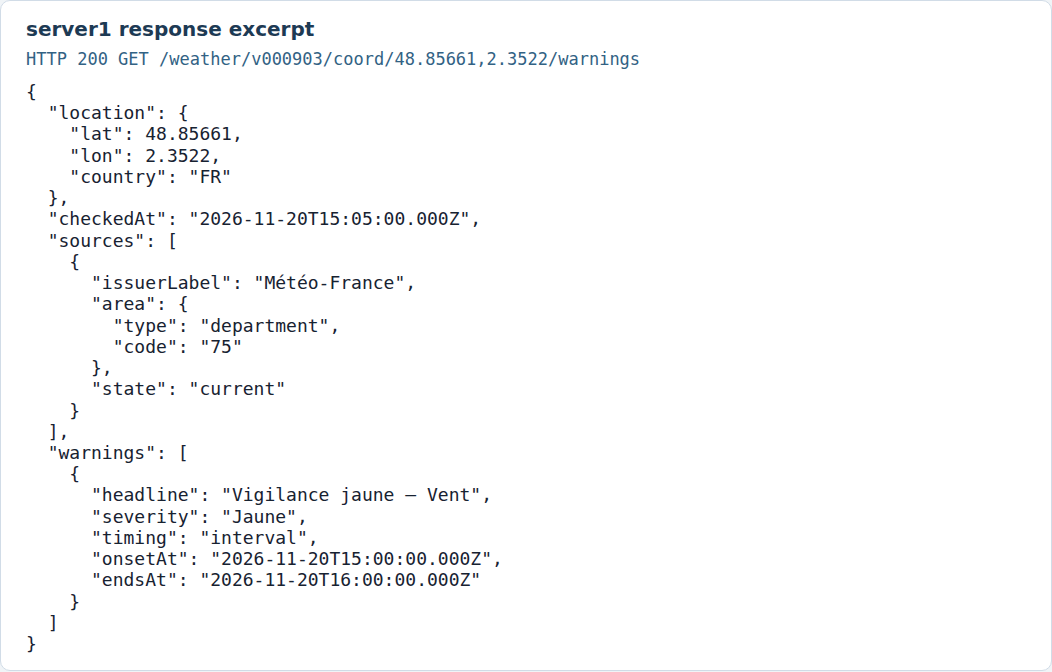 server1 response excerpt
HTTP 200 GET /weather/v000903/coord/48.85661,2.3522/warnings
{
  "location": {
    "lat": 48.85661,
    "lon": 2.3522,
    "country": "FR"
  },
  "checkedAt": "2026-11-20T15:05:00.000Z",
  "sources": [
    {
      "issuerLabel": "Météo-France",
      "area": {
        "type": "department",
        "code": "75"
      },
      "state": "current"
    }
  ],
  "warnings": [
    {
      "headline": "Vigilance jaune — Vent",
      "severity": "Jaune",
      "timing": "interval",
      "onsetAt": "2026-11-20T15:00:00.000Z",
      "endsAt": "2026-11-20T16:00:00.000Z"
    }
  ]
}